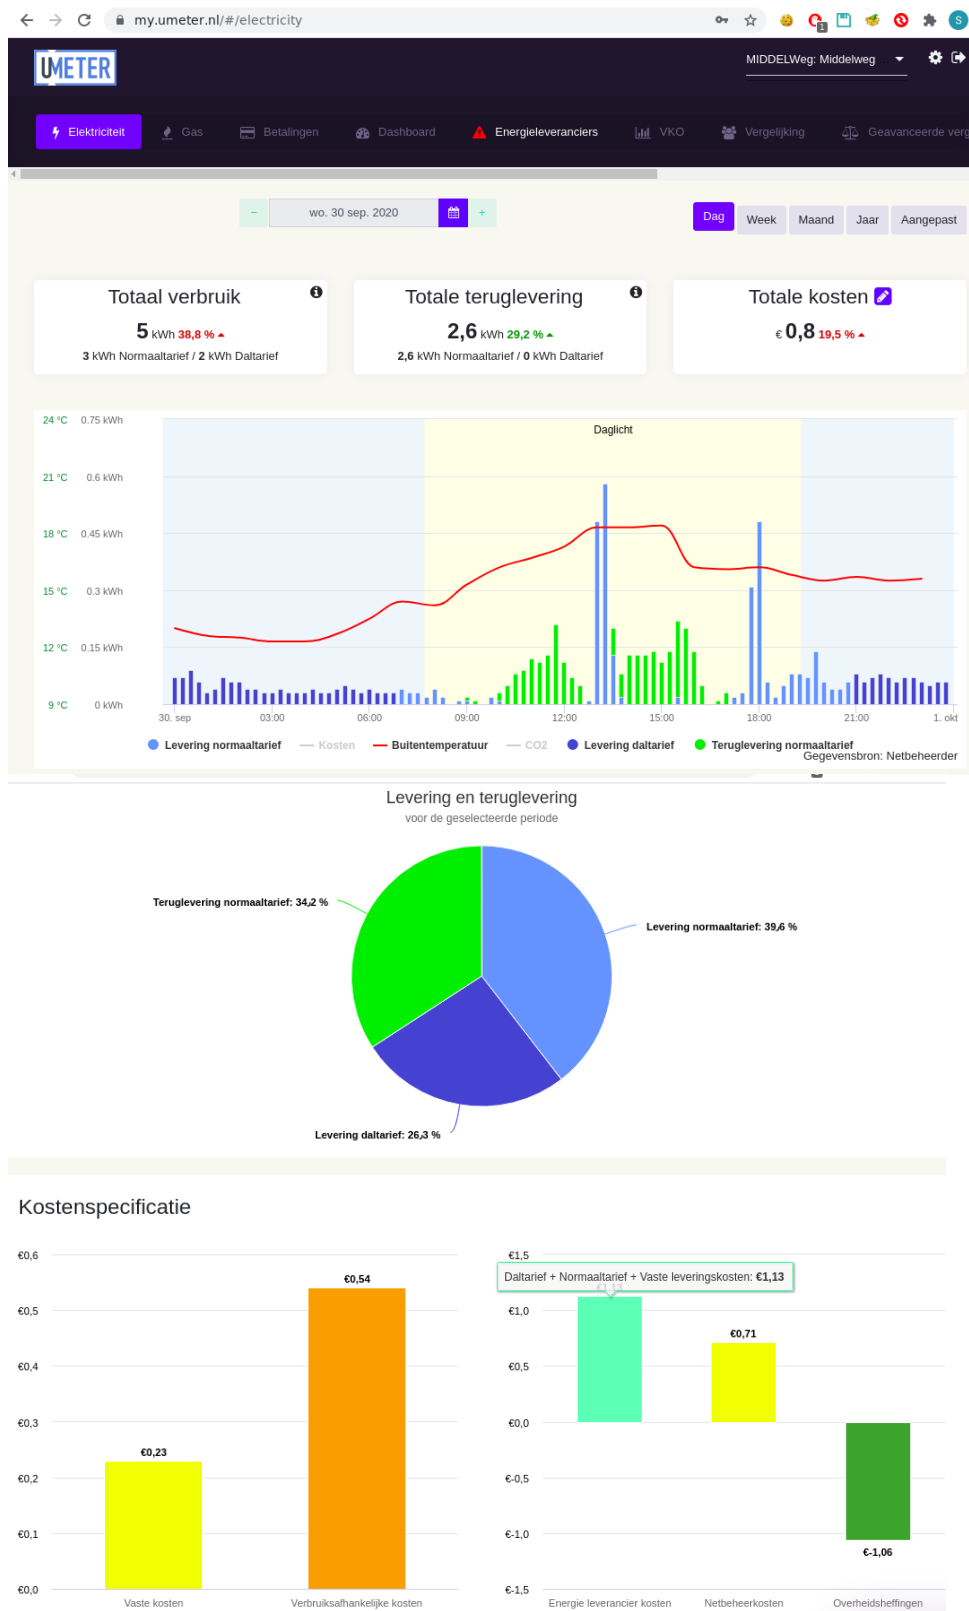 my.umeter.nl/#/electricity
1
S
UMETER
MIDDELWeg: Middelweg
Elektriciteit Gas Betalingen Dashboard Energieleveranciers VKO Vergelijking Geavanceerde verg
− wo. 30 sep. 2020 +
Dag Week Maand Jaar Aangepast
Totaal verbruik
5 kWh 38,8 %
3 kWh Normaaltarief / 2 kWh Daltarief
Totale teruglevering
2,6 kWh 29,2 %
2,6 kWh Normaaltarief / 0 kWh Daltarief
Totale kosten
€ 0,8 19,5 %
24 °C 0.75 kWh
Daglicht
21 °C 0.6 kWh
18 °C 0.45 kWh
15 °C 0.3 kWh
12 °C 0.15 kWh
9 °C 0 kWh
30. sep 03:00 06:00 09:00 12:00 15:00 18:00 21:00 1. okt
Levering normaaltarief Kosten Buitentemperatuur CO2 Levering daltarief Teruglevering normaaltarief
Gegevensbron: Netbeheerder
Levering en teruglevering
voor de geselecteerde periode
Teruglevering normaaltarief: 34,2 %
Levering normaaltarief: 39,6 %
Levering daltarief: 26,3 %
Kostenspecificatie
€0,6
€0,5
€0,4
€0,3
€0,2
€0,1
€0,0
€0,23
€0,54
Vaste kosten Verbruiksafhankelijke kosten
€1,5
€1,0
€0,5
€0,0
€-0,5
€-1,0
€-1,5
Daltarief + Normaaltarief + Vaste leveringskosten: €1,13
€1,13
€0,71
€-1,06
Energie leverancier kosten Netbeheerkosten Overheidsheffingen